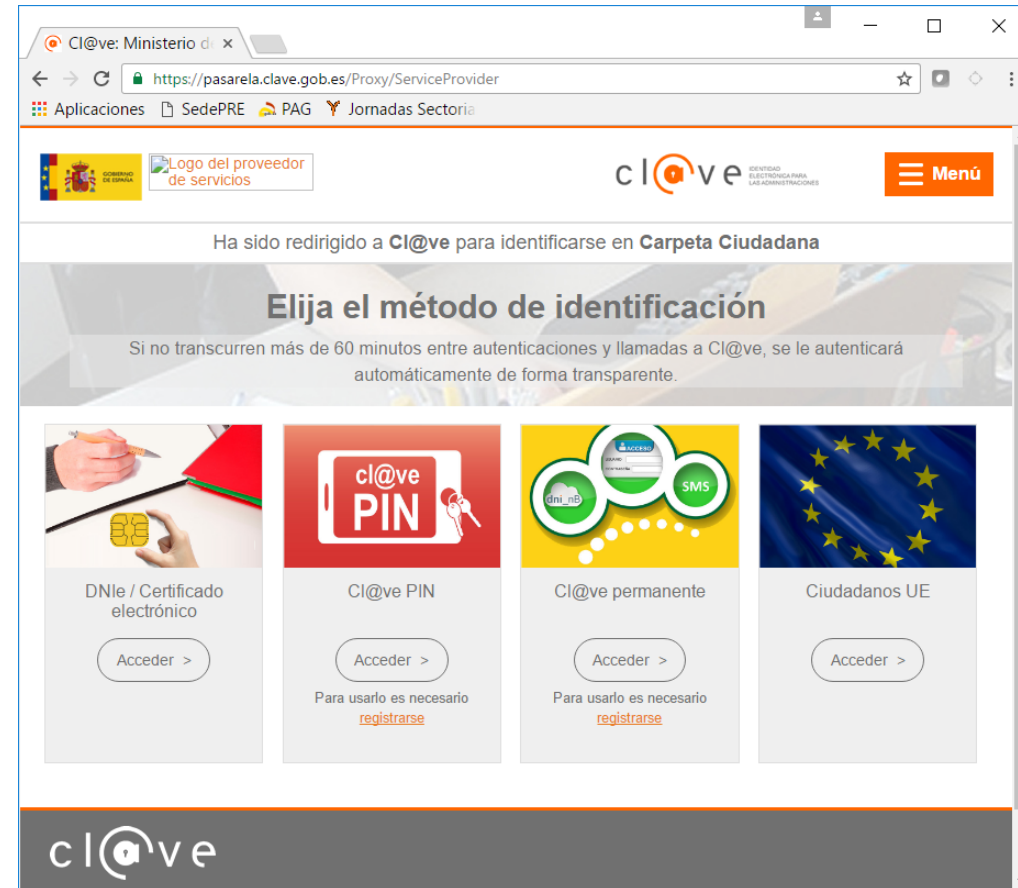 Cl@ve: Ministerio d
https://pasarela.clave.gob.es/Proxy/ServiceProvider
Aplicaciones SedePRE PAG Jornadas Sectoria
GOBIERNO
DE ESPAÑA
Logo del proveedor
de servicios
cl@ve
IDENTIDAD
ELECTRÓNICA PARA
LAS ADMINISTRACIONES
Menú
Ha sido redirigido a Cl@ve para identificarse en Carpeta Ciudadana
Elija el método de identificación
Si no transcurren más de 60 minutos entre autenticaciones y llamadas a Cl@ve, se le autenticará
automáticamente de forma transparente.
cl@ve
PIN
ACCESO
USUARIO
CONTRASEÑA
dni_nB
SMS
DNIe / Certificado
electrónico
Acceder >
Cl@ve PIN
Acceder >
Para usarlo es necesario
registrarse
Cl@ve permanente
Acceder >
Para usarlo es necesario
registrarse
Ciudadanos UE
Acceder >
cl@ve